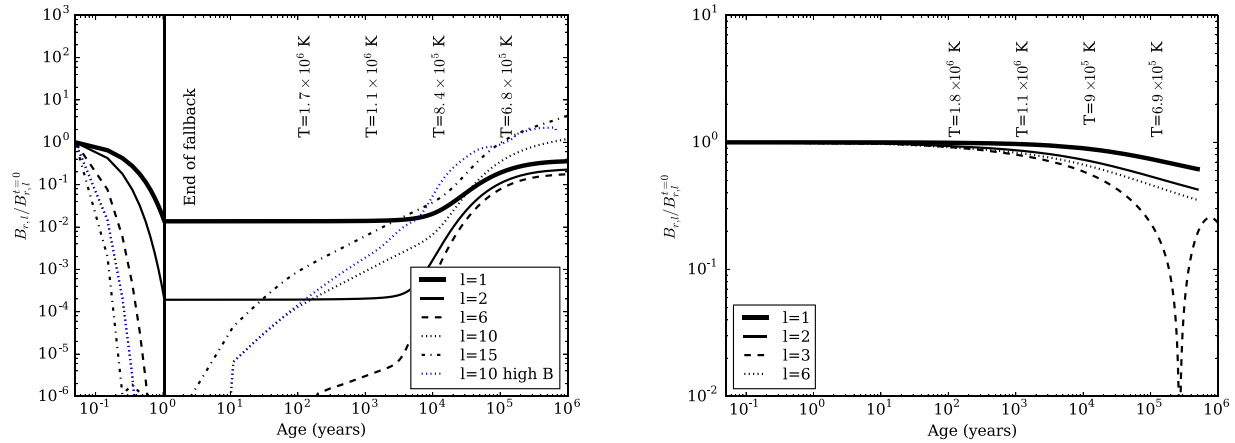 10^3
10^2
10^1
10^0
10^-1
10^-2
10^-3
10^-4
10^-5
10^-6
B_{r,l}/B_{r,l}^{t=0}
End of fallback
T=1.7 × 10^6 K
T=1.1 × 10^6 K
T=8.4 × 10^5 K
T=6.8 × 10^5 K
l=1
l=2
l=6
l=10
l=15
l=10 high B
10^-1 10^0 10^1 10^2 10^3 10^4 10^5 10^6
Age (years)
10^1
10^0
10^-1
10^-2
B_{r,l}/B_{r,l}^{t=0}
T=1.8 ×10^6 K
T=1.1 ×10^6 K
T=9 ×10^5 K
T=6.9 ×10^5 K
l=1
l=2
l=3
l=6
10^-1 10^0 10^1 10^2 10^3 10^4 10^5 10^6
Age (years)